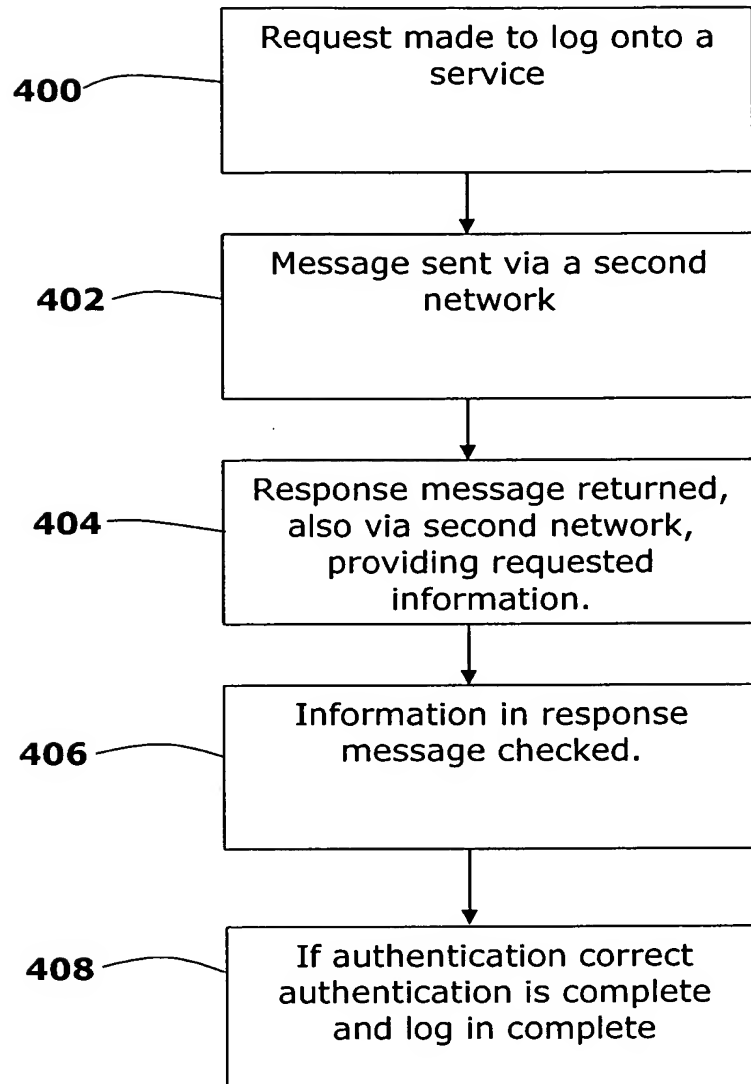 Request made to log onto a
service
400
Message sent via a second
network
402
Response message returned,
also via second network,
providing requested
information.
404
Information in response
message checked.
406
If authentication correct
authentication is complete
and log in complete
408